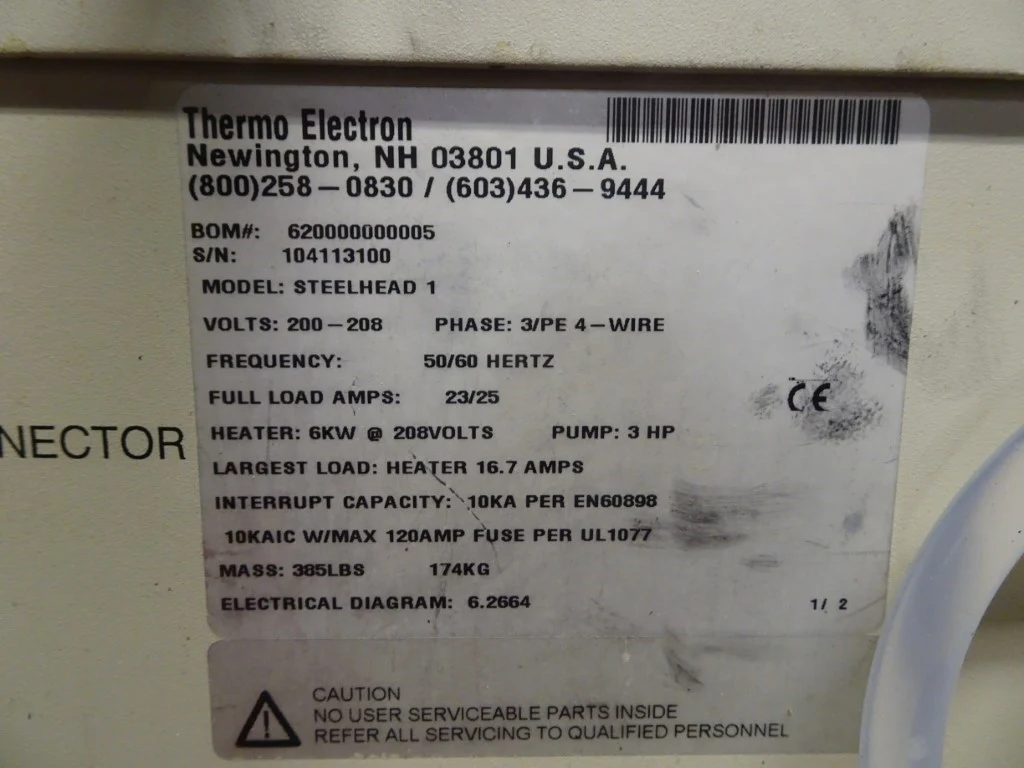 Thermo Electron
Newington, NH 03801 U.S.A.
(800)258-0830 / (603)436-9444
BOM#: 620000000005
S/N: 104113100
MODEL: STEELHEAD 1
VOLTS: 200-208 PHASE: 3/PE 4-WIRE
FREQUENCY: 50/60 HERTZ
FULL LOAD AMPS: 23/25
CE
NECTOR
HEATER: 6KW @ 208VOLTS PUMP: 3 HP
LARGEST LOAD: HEATER 16.7 AMPS
INTERRUPT CAPACITY: 10KA PER EN60898
10KAIC W/MAX 120AMP FUSE PER UL1077
MASS: 385LBS 174KG
ELECTRICAL DIAGRAM: 6.2664 1/ 2
CAUTION
NO USER SERVICEABLE PARTS INSIDE
REFER ALL SERVICING TO QUALIFIED PERSONNEL